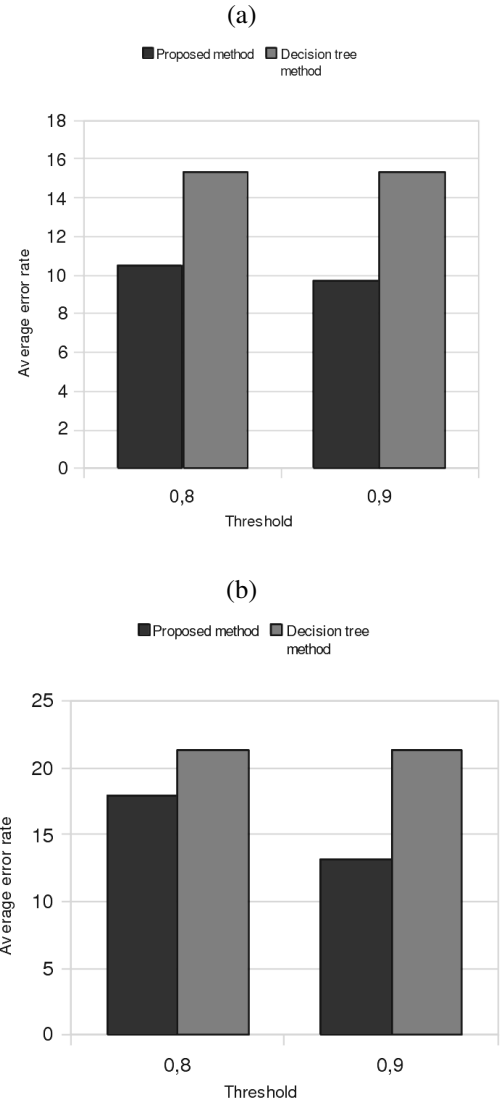 (a)
Proposed method Decision tree
method
18
16
14
12
10
8
6
4
2
0
Average error rate
0,8 0,9
Threshold
(b)
Proposed method Decision tree
method
25
20
15
10
5
0
Average error rate
0,8 0,9
Threshold